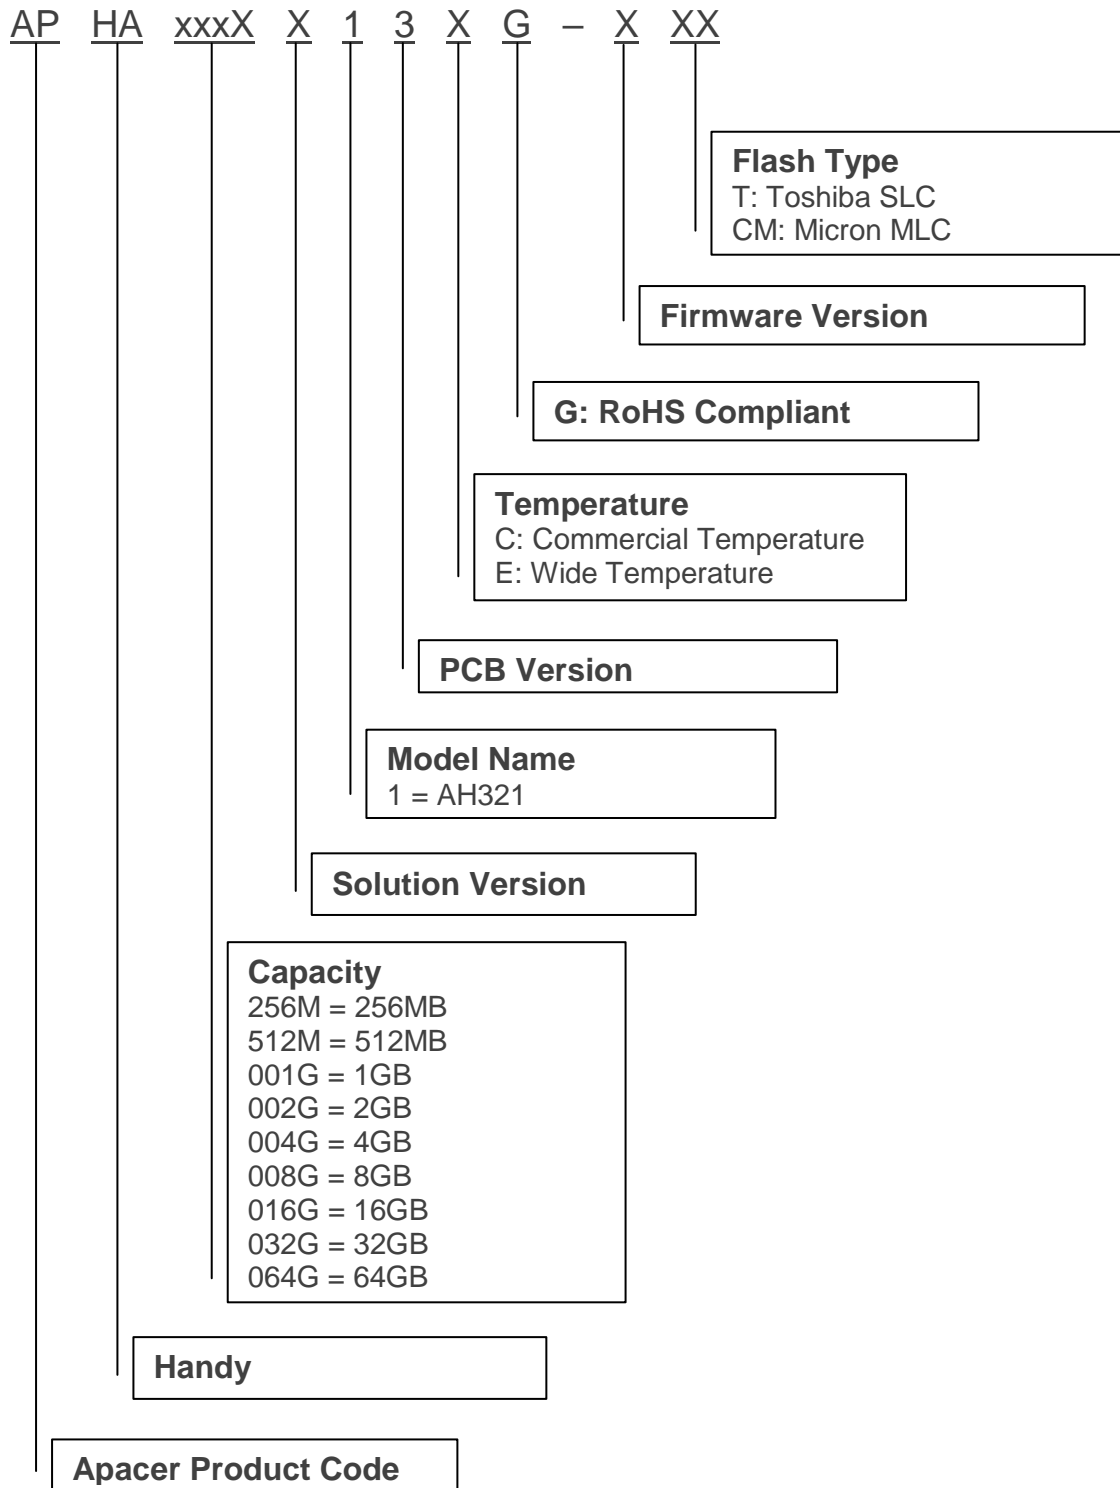 AP HA xxxX X 1 3 X G – X XX
Flash Type
T: Toshiba SLC
CM: Micron MLC
Firmware Version
G: RoHS Compliant
Temperature
C: Commercial Temperature
E: Wide Temperature
PCB Version
Model Name
1 = AH321
Solution Version
Capacity
256M = 256MB
512M = 512MB
001G = 1GB
002G = 2GB
004G = 4GB
008G = 8GB
016G = 16GB
032G = 32GB
064G = 64GB
Handy
Apacer Product Code